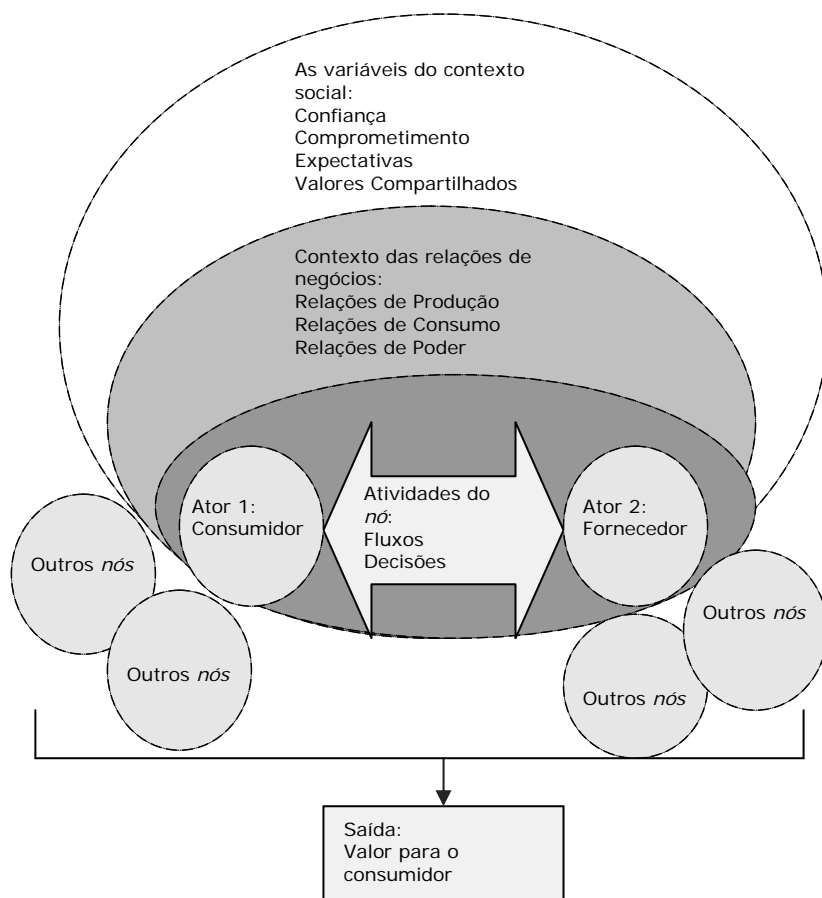 As variáveis do contexto
social:
Confiança
Comprometimento
Expectativas
Valores Compartilhados
Contexto das relações de
negócios:
Relações de Produção
Relações de Consumo
Relações de Poder
Ator 1:
Consumidor
Atividades do
nó:
Fluxos
Decisões
Ator 2:
Fornecedor
Outros nós
Outros nós
Outros nós
Outros nós
Saída:
Valor para o
consumidor